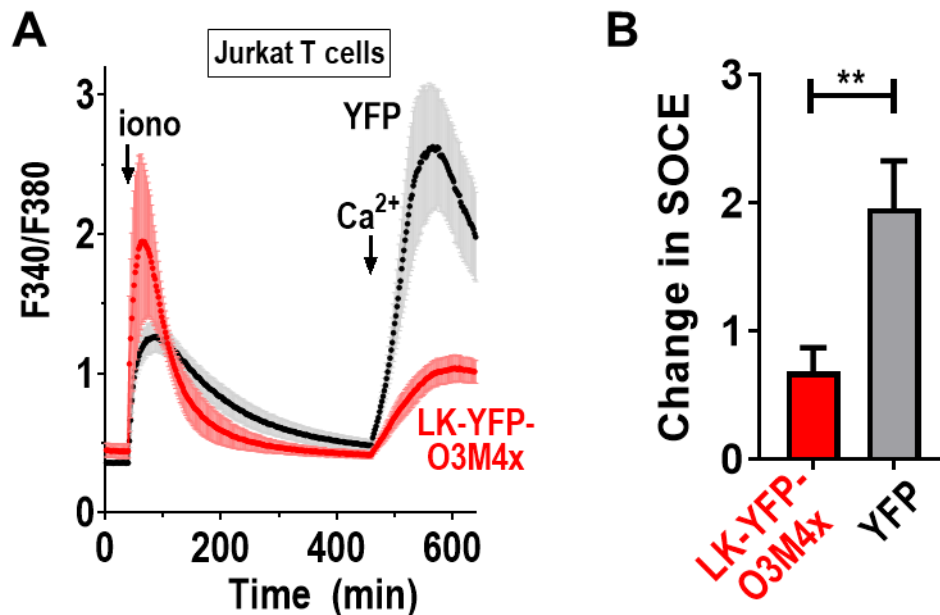 A
Jurkat T cells
3
2
1
0
F340/F380
iono
YFP
Ca²⁺
LK-YFP-
O3M4x
0
200
400
600
Time (min)
B
**
3
2
1
0
Change in SOCE
LK-YFP-
O3M4x
YFP